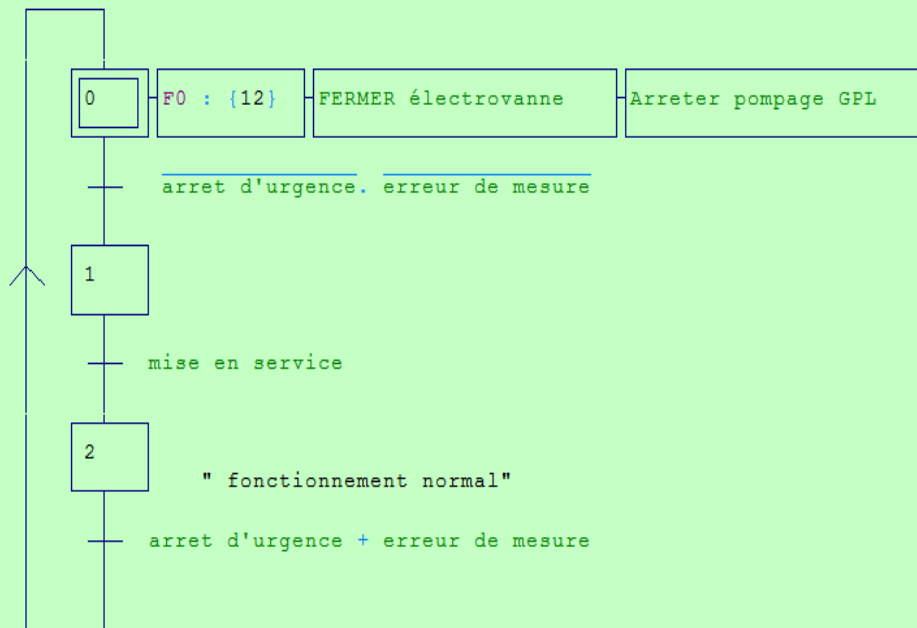 0 F0 : {12} FERMER électrovanne Arreter pompage GPL
arret d'urgence. erreur de mesure
1
mise en service
2
" fonctionnement normal"
arret d'urgence + erreur de mesure